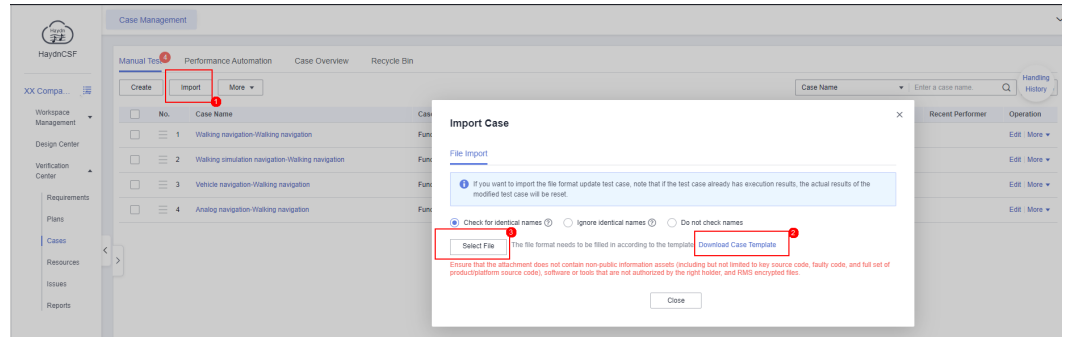 Haydn
HaydnCSF
XX Compa...
Workspace
Management
Design Center
Verification
Center
Requirements
Plans
Cases
Resources
Issues
Reports
Case Management
Manual Test 4 Performance Automation Case Overview Recycle Bin
Create Import More
1
Case Name Enter a case name.
Handling
History
No. Case Name Case Recent Performer Operation
1 Walking navigation-Walking navigation Func Edit More
2 Walking simulation navigation-Walking navigation Func Edit More
3 Vehicle navigation-Walking navigation Func Edit More
4 Analog navigation-Walking navigation Func Edit More
Import Case
File Import
If you want to import the file format update test case, note that if the test case already has execution results, the actual results of the
modified test case will be reset.
Check for identical names Ignore identical names Do not check names
3 2
Select File The file format needs to be filled in according to the template Download Case Template
Ensure that the attachment does not contain non-public information assets (including but not limited to key source code, faulty code, and full set of
product/platform source code), software or tools that are not authorized by the right holder, and RMS encrypted files.
Close